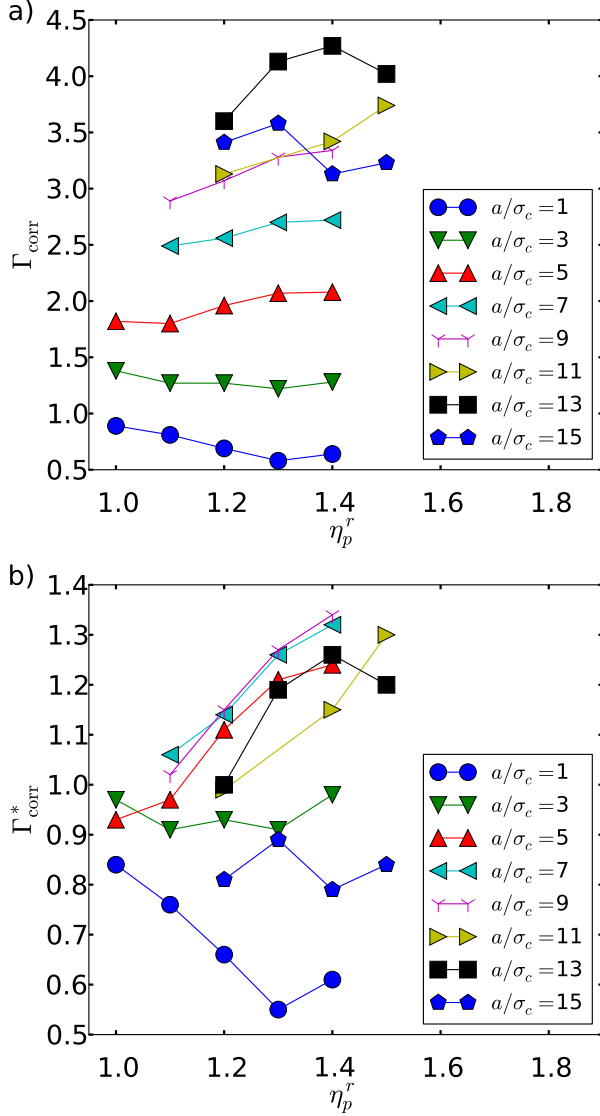 a)
4.5
4.0
3.5
3.0
2.5
2.0
1.5
1.0
0.5
Γcorr
a/σc = 1
a/σc = 3
a/σc = 5
a/σc = 7
a/σc = 9
a/σc = 11
a/σc = 13
a/σc = 15
1.0 1.2 1.4 1.6 1.8
ηpr
b)
1.4
1.3
1.2
1.1
1.0
0.9
0.8
0.7
0.6
0.5
Γ*corr
a/σc = 1
a/σc = 3
a/σc = 5
a/σc = 7
a/σc = 9
a/σc = 11
a/σc = 13
a/σc = 15
1.0 1.2 1.4 1.6 1.8
ηpr